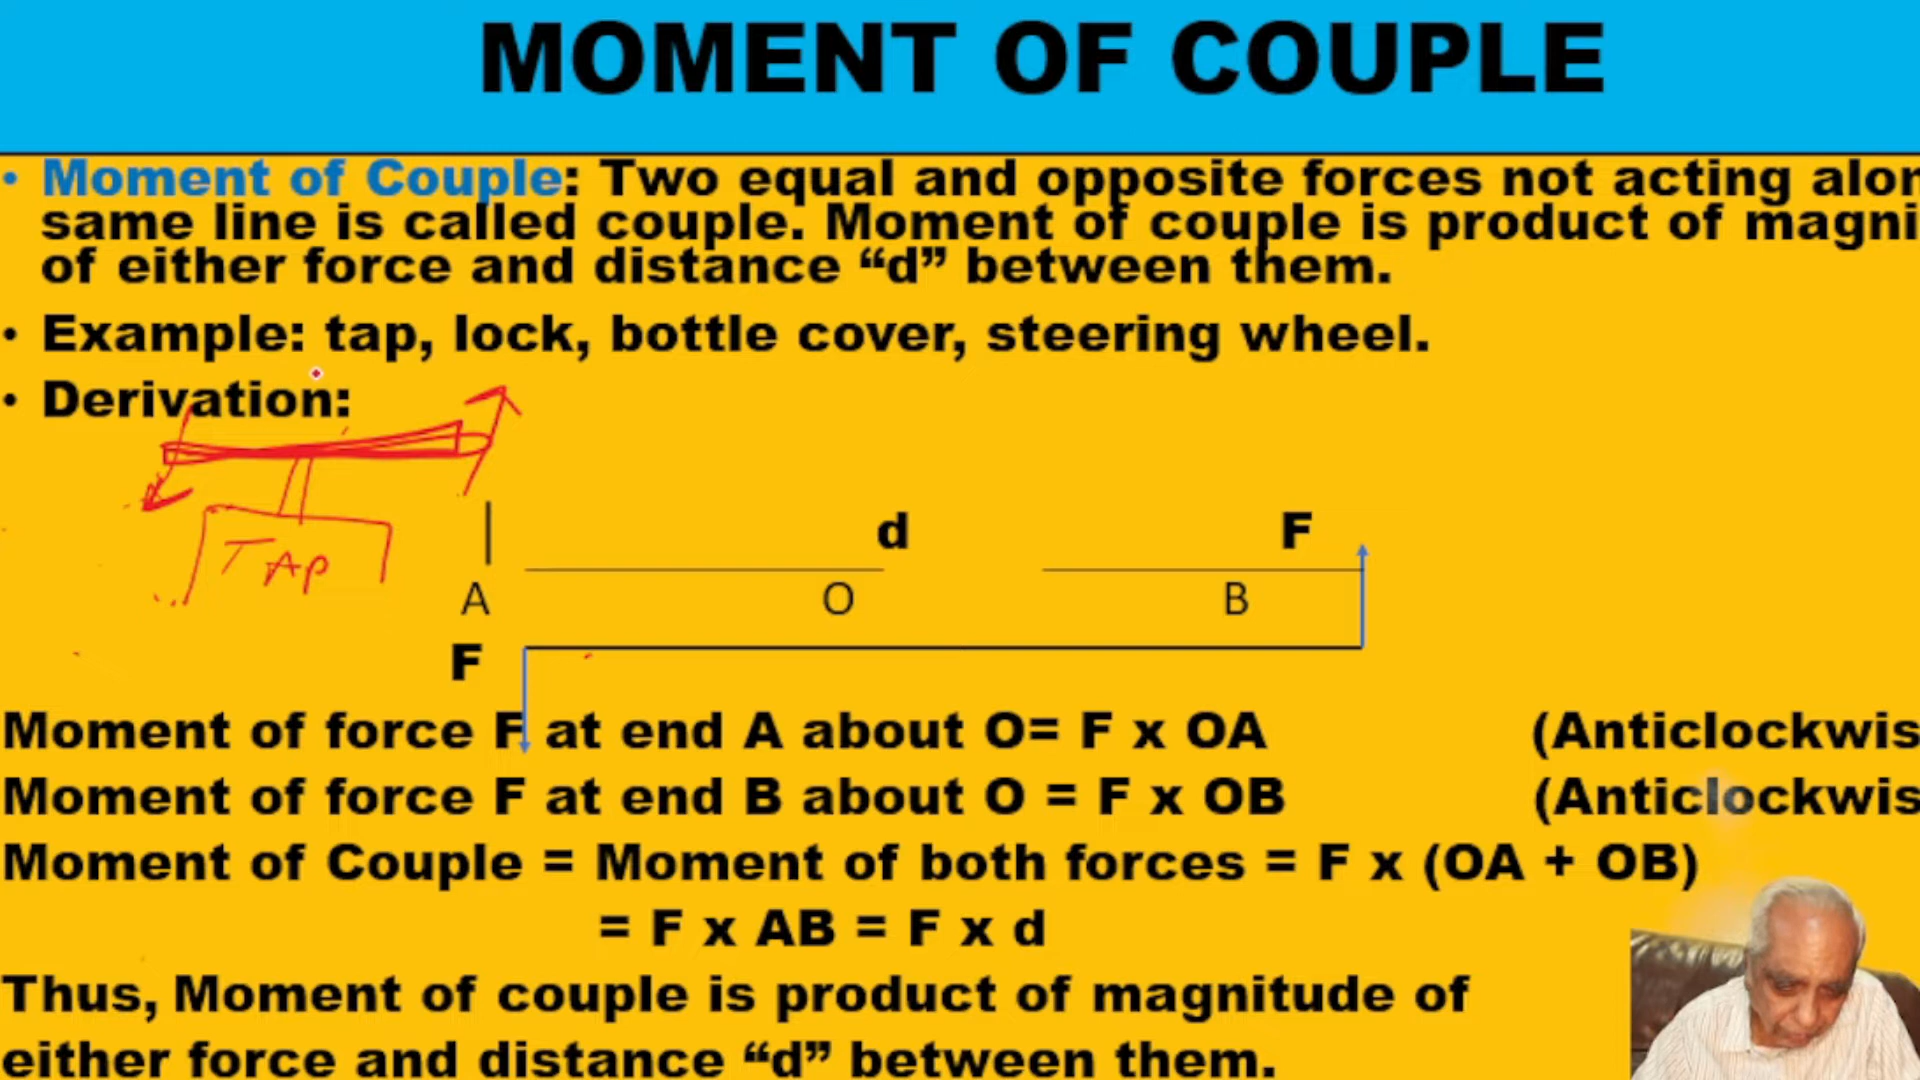 MOMENT OF COUPLE
• Moment of Couple: Two equal and opposite forces not acting
same line is called couple. Moment of couple is product of
of either force and distance “d” between them.
• Example: tap, lock, bottle cover, steering wheel.
• Derivation:
TAP
d
F
A
O
B
F
Moment of force F at end A about O= F x OA (Anticlockwis
Moment of force F at end B about O = F x OB (Anticlockwis
Moment of Couple = Moment of both forces = F x (OA + OB)
= F x AB = F x d
Thus, Moment of couple is product of magnitude of
either force and distance “d” between them.